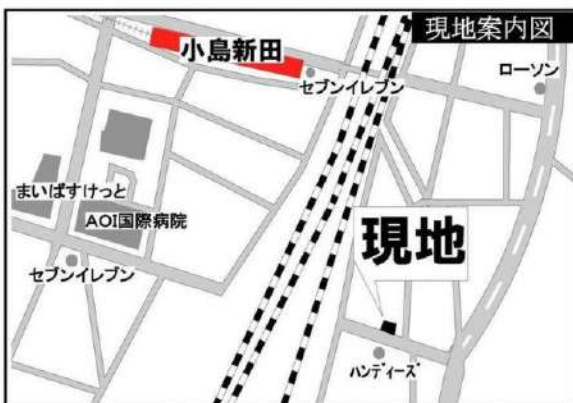 現地案内図
小島新田
セブンイレブン
ローソン
まいばすけっと
AOI国際病院
セブンイレブン
現地
ハンディーズ